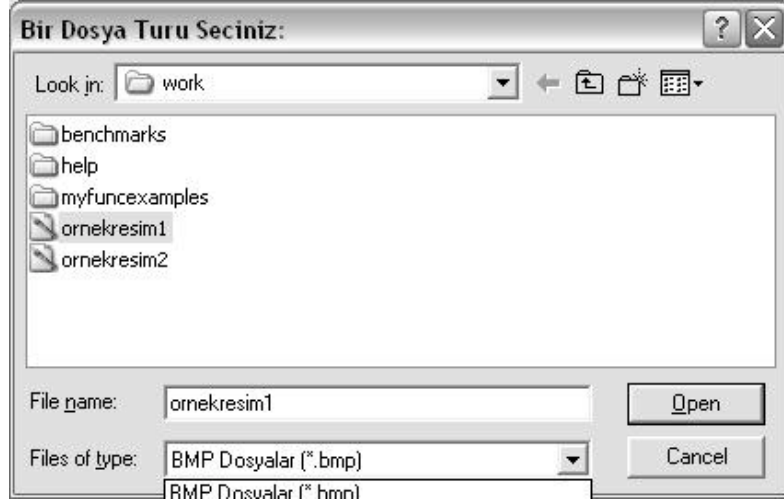 Bir Dosya Turu Seciniz:
Look in: work
benchmarks
help
myfuncexamples
ornekresim1
ornekresim2
File name: ornekresim1 Open
Files of type: BMP Dosyalar (*.bmp) Cancel
BMP Dosyalar (*.bmp)